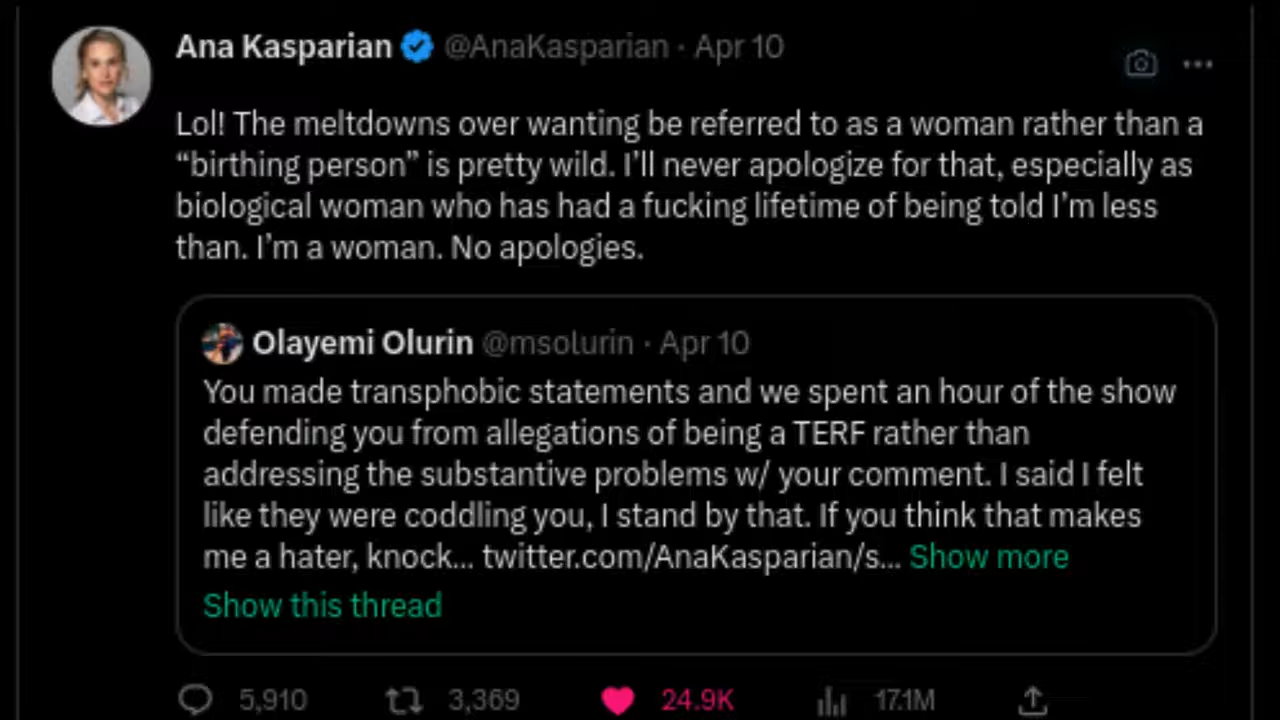 Ana Kasparian @AnaKasparian · Apr 10
Lol! The meltdowns over wanting be referred to as a woman rather than a
“birthing person” is pretty wild. I’ll never apologize for that, especially as
biological woman who has had a fucking lifetime of being told I’m less
than. I’m a woman. No apologies.
Olayemi Olurin @msolurin · Apr 10
You made transphobic statements and we spent an hour of the show
defending you from allegations of being a TERF rather than
addressing the substantive problems w/ your comment. I said I felt
like they were coddling you, I stand by that. If you think that makes
me a hater, knock... twitter.com/AnaKasparian/s... Show more
Show this thread
5,910 3,369 24.9K 17.1M